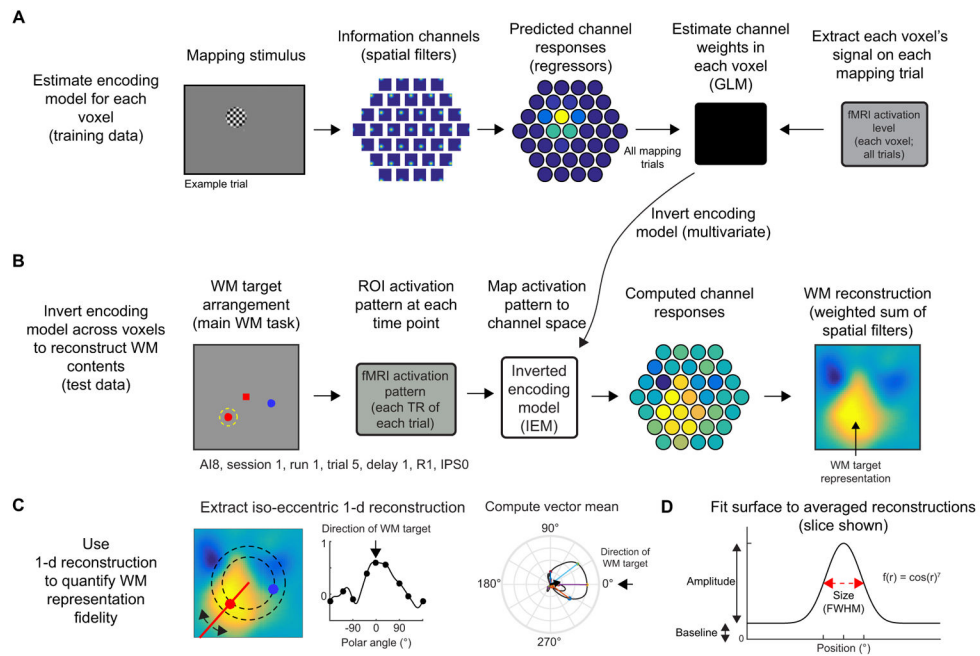 A
Estimate encoding
model for each
voxel
(training data)
Mapping stimulus
Example trial
Information channels
(spatial filters)
Predicted channel
responses
(regressors)
All mapping
trials
Estimate channel
weights in
each voxel
(GLM)
Extract each voxel's
signal on each
mapping trial
fMRI activation
level
(each voxel;
all trials)
Invert encoding
model (multivariate)
B
Invert encoding
model across voxels
to reconstruct WM
contents
(test data)
WM target
arrangement
(main WM task)
ROI activation
pattern at each
time point
fMRI activation
pattern
(each TR of
each trial)
Map activation
pattern to
channel space
Inverted
encoding
model
(IEM)
Computed channel
responses
WM reconstruction
(weighted sum of
spatial filters)
WM target
representation
AI8, session 1, run 1, trial 5, delay 1, R1, IPS0
C
Use
1-d reconstruction
to quantify WM
representation
fidelity
Extract iso-eccentric 1-d reconstruction
Direction of WM target
1
0
-90
0
90
Polar angle (°)
Compute vector mean
90°
180°
0°
270°
Direction of
WM target
D
Fit surface to averaged reconstructions
(slice shown)
Amplitude
Baseline
0
Size
(FWHM)
f(r) = cos(r)⁷
Position (°)